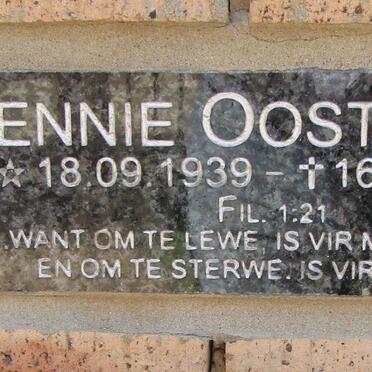 ENNIE OOST
☆ 18.09.1939 – ✝ 16
FIL. 1:21
WANT OM TE LEWE, IS VIR
EN OM TE STERWE, IS VIR